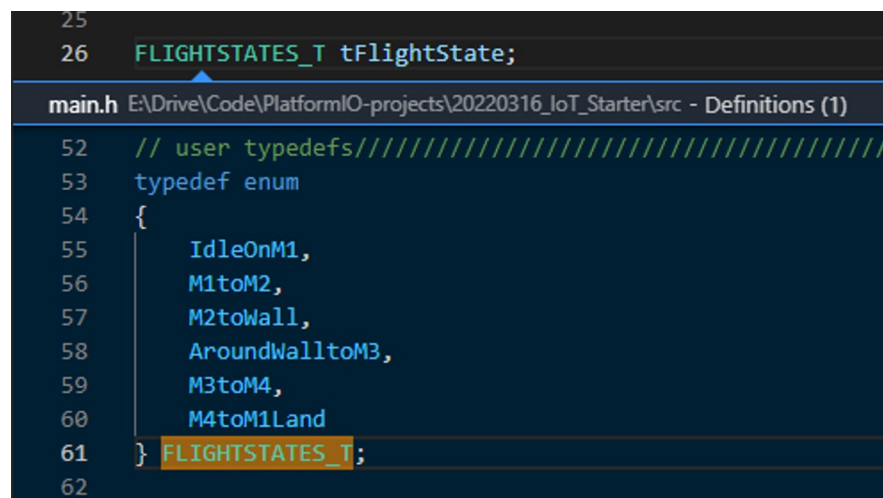 25
26 FLIGHTSTATES_T tFlightState;
main.h E:\Drive\Code\PlatformIO-projects\20220316_IoT_Starter\src - Definitions (1)
52 // user typedefs///////////////////////////////////////
53 typedef enum
54 {
55 IdleOnM1,
56 M1toM2,
57 M2toWall,
58 AroundWalltoM3,
59 M3toM4,
60 M4toM1Land
61 } FLIGHTSTATES_T;
62